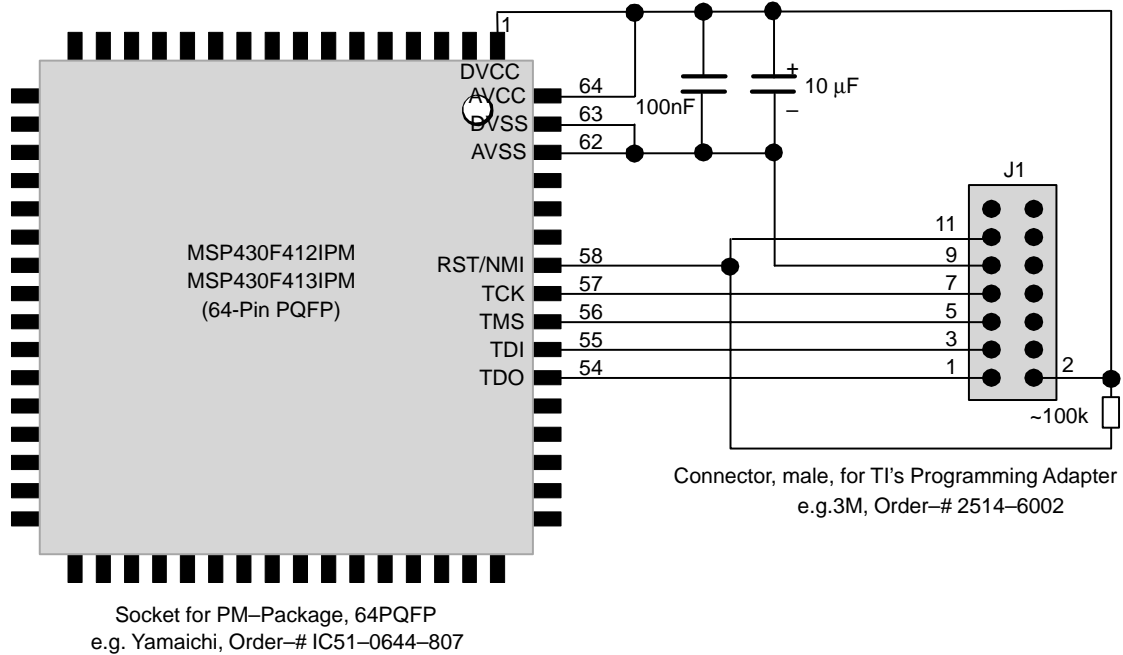 1
DVCC
AVCC
64
DVSS
63
AVSS
62
100nF
+
10 μF
–
J1
MSP430F412IPM
MSP430F413IPM
(64-Pin PQFP)
RST/NMI
58
11
TCK
57
9
TMS
56
7
TDI
55
5
TDO
54
3
1
2
~100k
Connector, male, for TI's Programming Adapter
e.g.3M, Order–# 2514–6002
Socket for PM–Package, 64PQFP
e.g. Yamaichi, Order–# IC51–0644–807